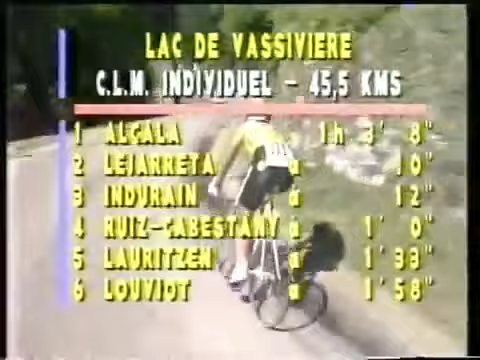 LAC DE VASSIVIERE
C.L.M. INDIVIDUEL - 45,5 KMS
1 ALCALA 1h 3' 8"
2 LEJARRETA à 10"
3 INDURAIN à 12"
4 RUIZ-CABESTANY à 1' 0"
5 LAURITZEN à 1'33"
6 LOUVIOT à 1'58"